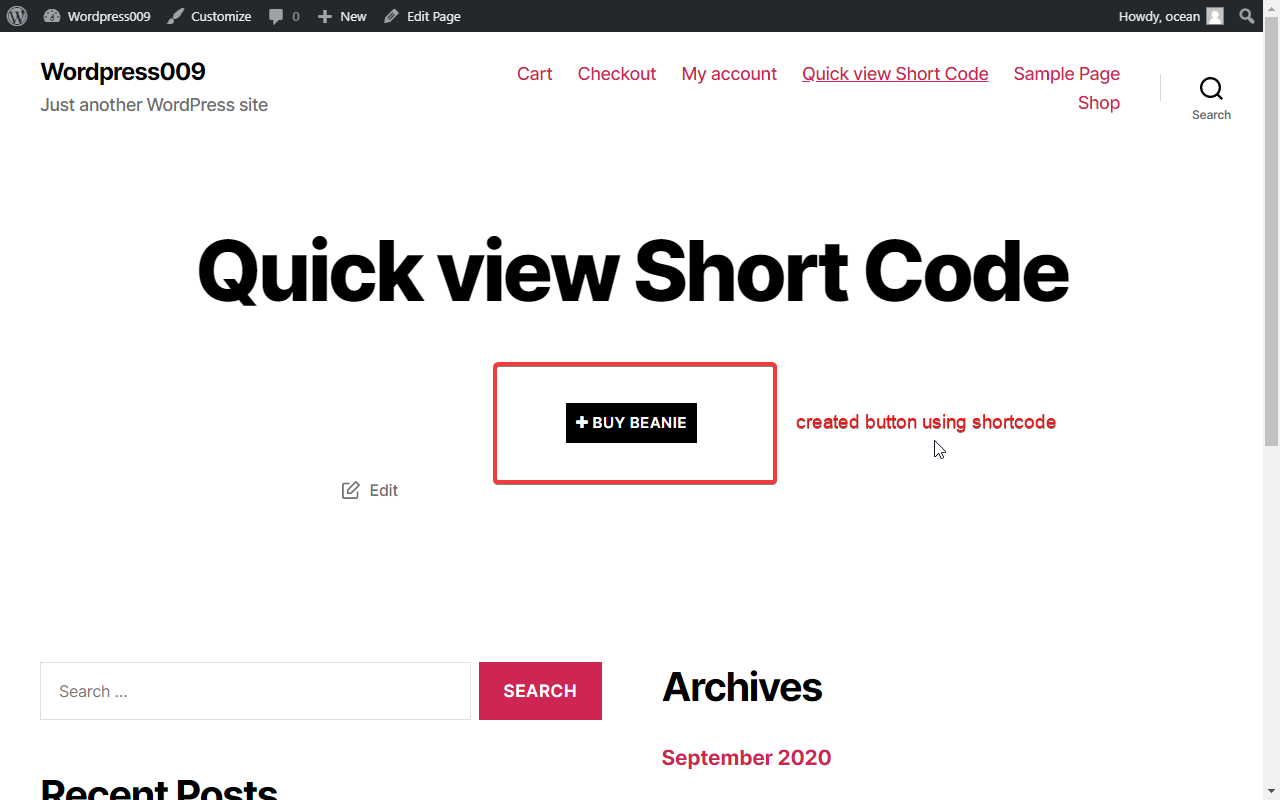 Wordpress009 Customize 0 New Edit Page Howdy, ocean
Wordpress009
Just another WordPress site
Cart Checkout My account Quick view Short Code Sample Page
Shop
Search
Quick view Short Code
BUY BEANIE
created button using shortcode
Edit
Search …
SEARCH
Archives
September 2020
Recent Posts